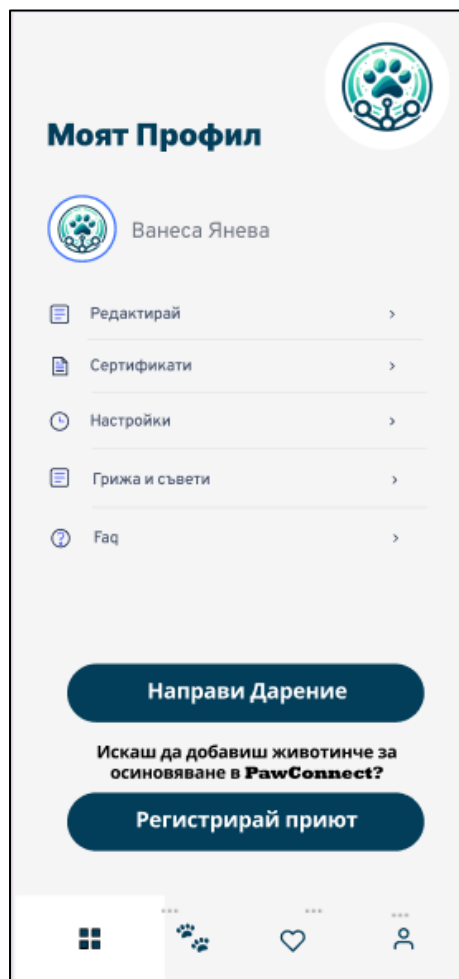 Моят Профил
Ванеса Янева
Редактирай
Сертификати
Настройки
Грижа и съвети
Faq
Направи Дарение
Искаш да добавиш животинче за
осиновяване в PawConnect?
Регистрирай приют